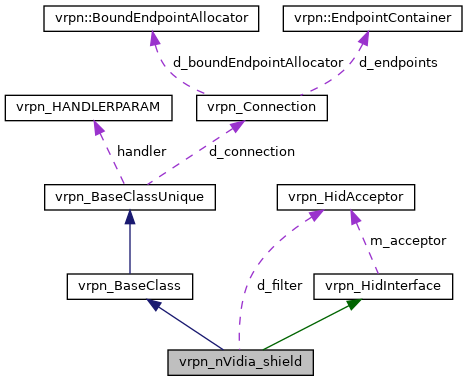 vrpn::BoundEndpointAllocator
vrpn::EndpointContainer
d_boundEndpointAllocator
d_endpoints
vrpn_HANDLERPARAM
vrpn_Connection
handler
d_connection
vrpn_BaseClassUnique
vrpn_HidAcceptor
m_acceptor
d_filter
vrpn_BaseClass
vrpn_HidInterface
vrpn_nVidia_shield